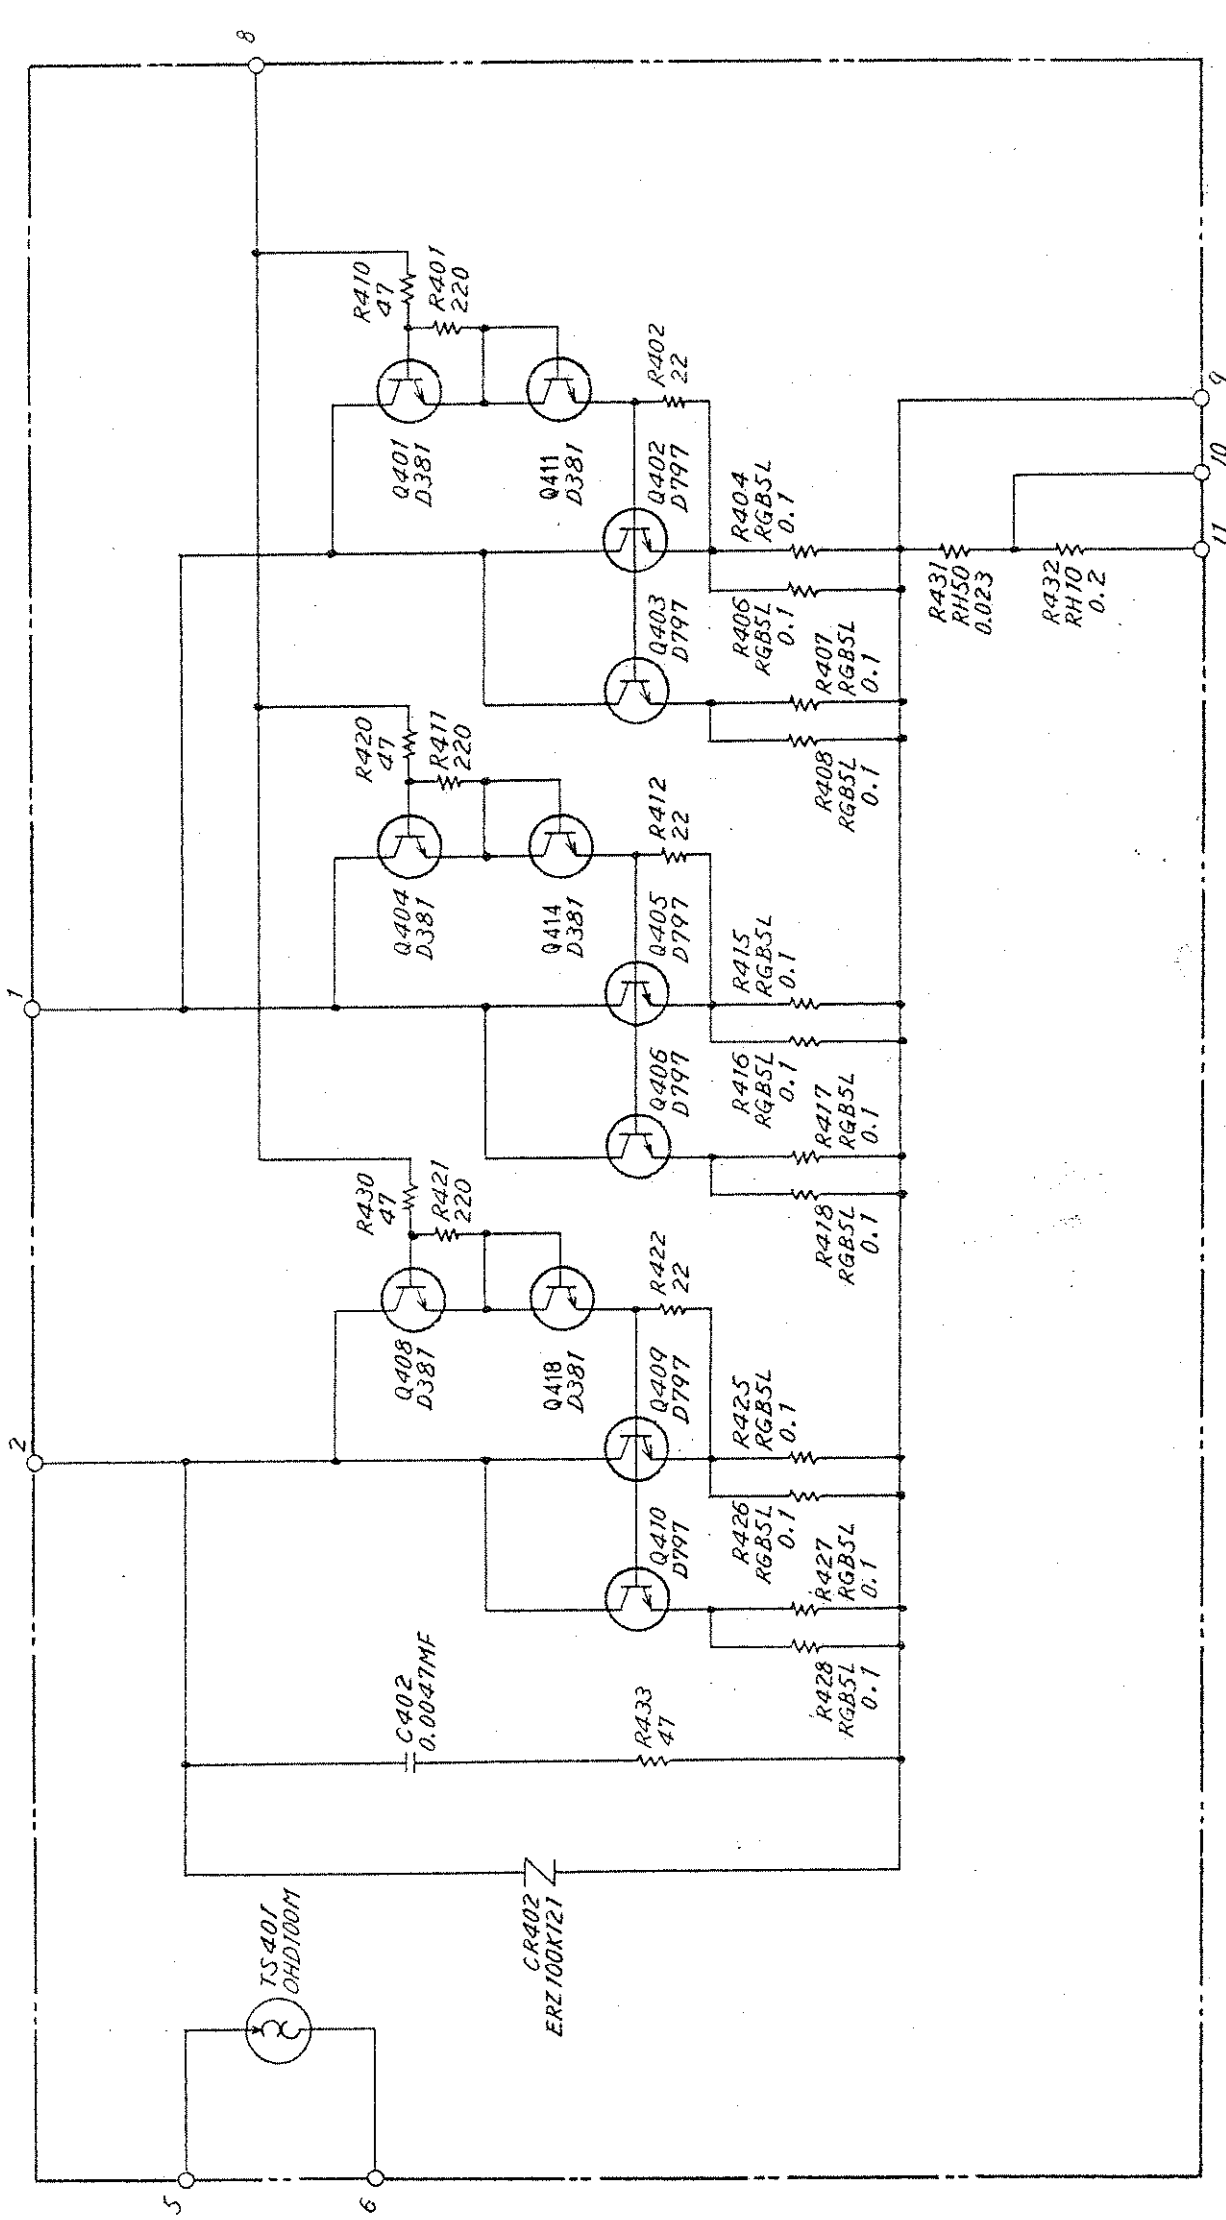 8
1
2
5
6
R410
47
R401
220
Q401
D381
Q411
D381
R402
22
Q402
D797
Q403
D797
R404
RGB5L
0.1
R406
RGB5L
0.1
R407
RGB5L
0.1
R408
RGB5L
0.1
R431
RH50
0.023
R432
RH10
0.2
R420
47
R411
220
Q404
D381
Q414
D381
R412
22
Q405
D797
Q406
D797
R415
RGB5L
0.1
R416
RGB5L
0.1
R417
RGB5L
0.1
R418
RGB5L
0.1
R430
47
R421
220
Q408
D381
Q418
D381
R422
22
Q409
D797
Q410
D797
R425
RGB5L
0.1
R426
RGB5L
0.1
R427
RGB5L
0.1
R428
RGB5L
0.1
C402
0.0047MF
R433
47
CR402
ERZ100K121
TS401
OHD100M
9
10
11